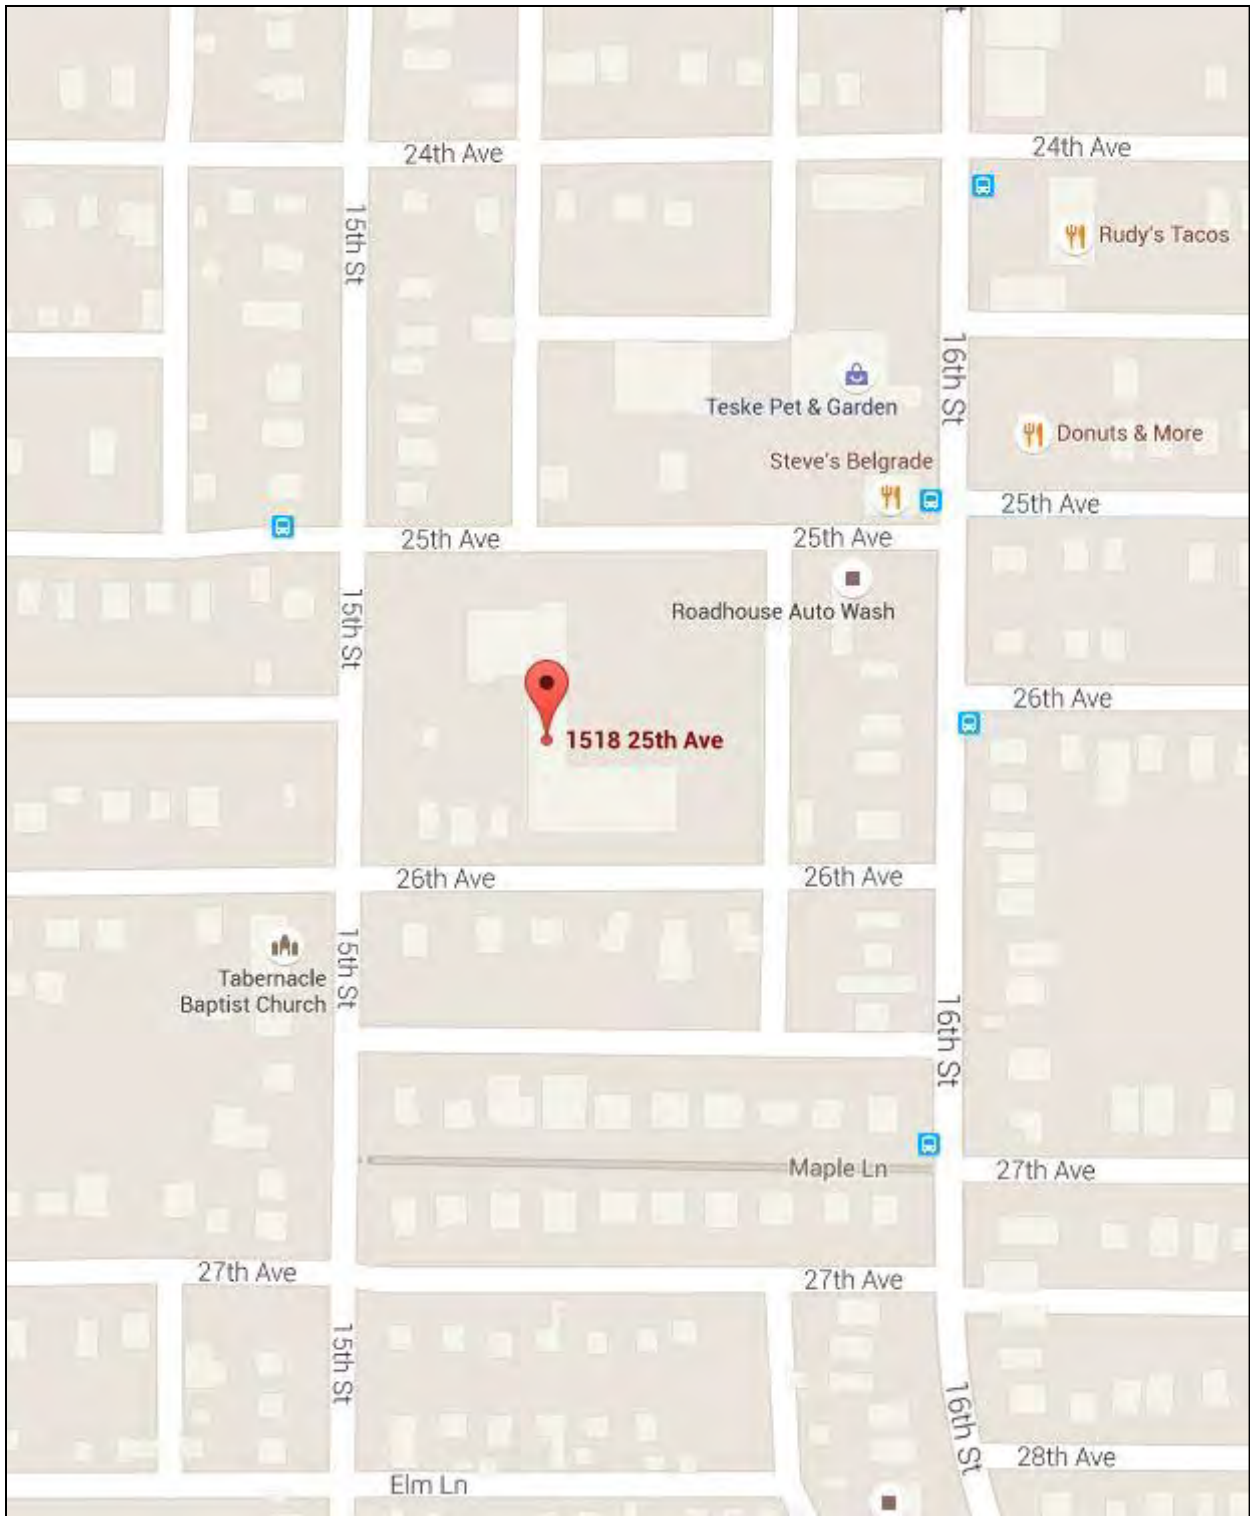 24th Ave
24th Ave
15th St
Rudy's Tacos
16th St
Teske Pet & Garden
Donuts & More
Steve's Belgrade
25th Ave
25th Ave
25th Ave
15th St
Roadhouse Auto Wash
26th Ave
1518 25th Ave
26th Ave
26th Ave
15th St
Tabernacle
Baptist Church
16th St
Maple Ln
27th Ave
27th Ave
27th Ave
15th St
16th St
28th Ave
Elm Ln